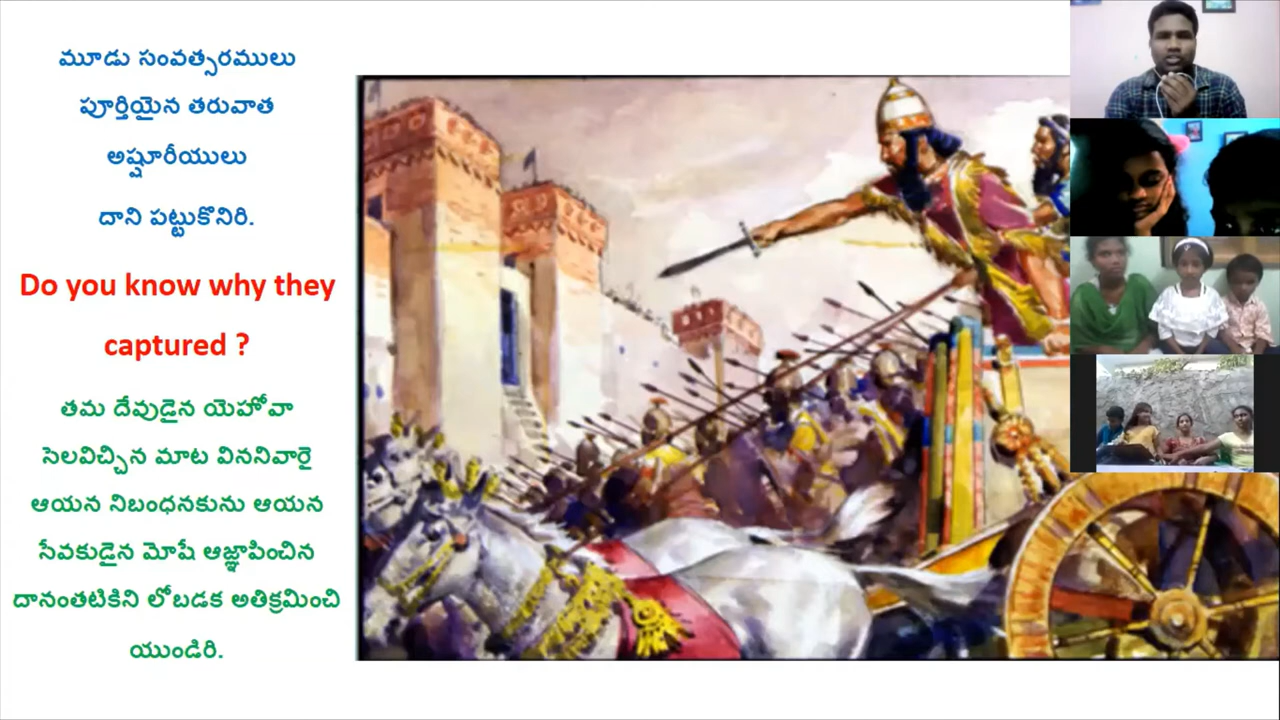 మూడు సంవత్సరములు
పూర్తియైన తరువాత
అష్షూరీయులు
దాని పట్టుకొనిరి.
Do you know why they
captured ?
తమ దేవుడైన యెహోవా
సెలవిచ్చిన మాట విననివారై
ఆయన నిబంధనకును ఆయన
సేవకుడైన మోషే ఆజ్ఞాపించిన
దానంతటికిని లోబడక అతిక్రమించి
యుండిరి.